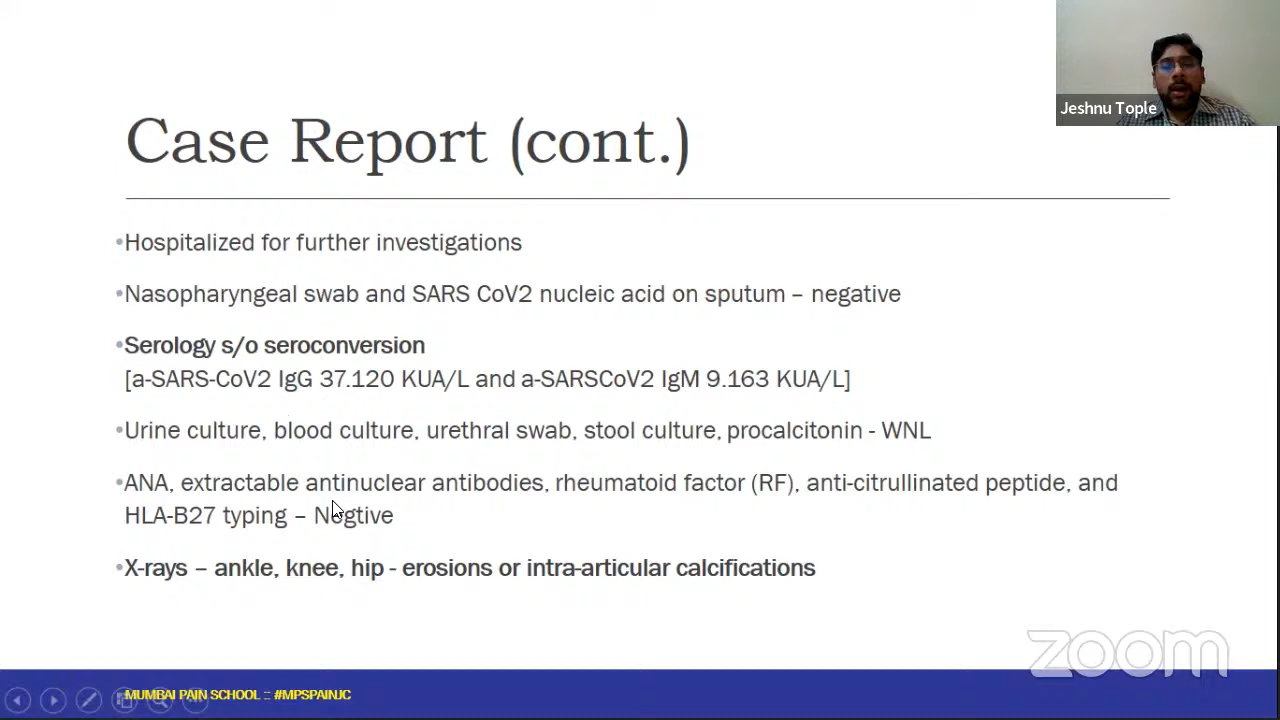 Jeshnu Tople
Case Report (cont.)
•Hospitalized for further investigations
•Nasopharyngeal swab and SARS CoV2 nucleic acid on sputum – negative
•Serology s/o seroconversion
[a-SARS-CoV2 IgG 37.120 KUA/L and a-SARSCoV2 IgM 9.163 KUA/L]
•Urine culture, blood culture, urethral swab, stool culture, procalcitonin - WNL
•ANA, extractable antinuclear antibodies, rheumatoid factor (RF), anti-citrullinated peptide, and
HLA-B27 typing – Negtive
•X-rays – ankle, knee, hip - erosions or intra-articular calcifications
zoom
MUMBAI PAIN SCHOOL :: #MPSPAINJC